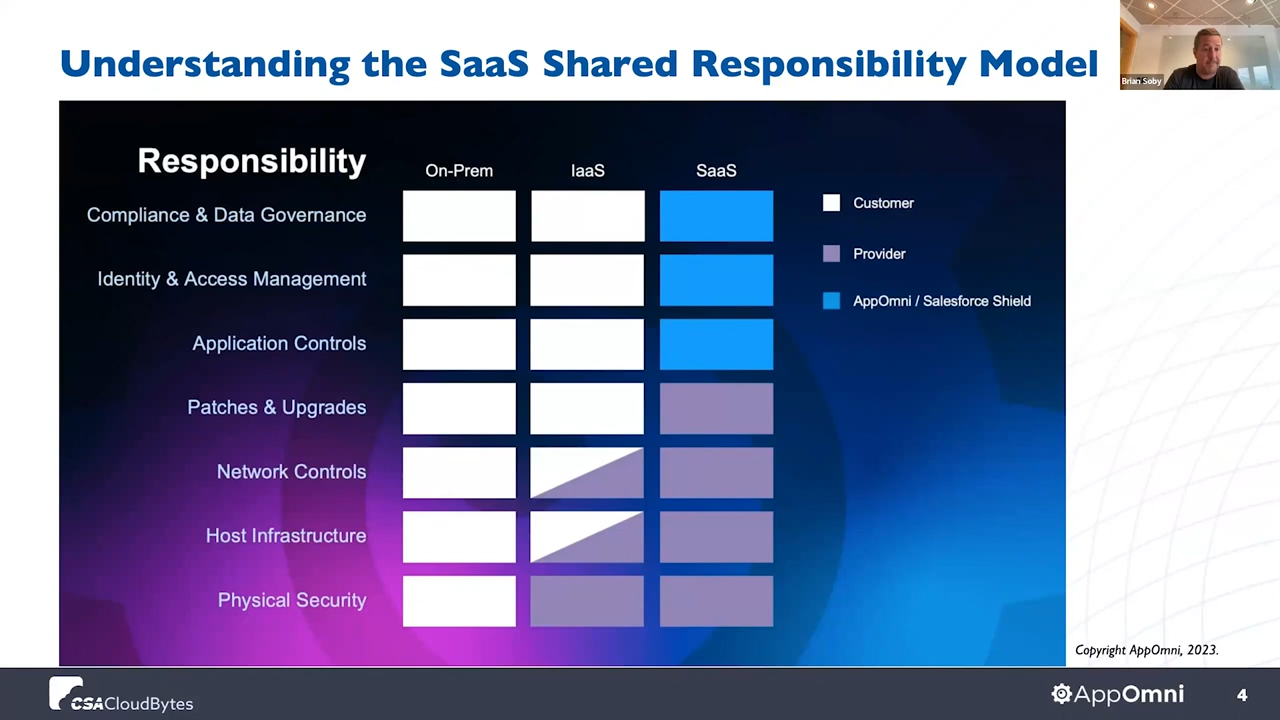 Understanding the SaaS Shared Responsibility Model
Brian Soby
Responsibility
On-Prem
IaaS
SaaS
Compliance & Data Governance
Identity & Access Management
Application Controls
Patches & Upgrades
Network Controls
Host Infrastructure
Physical Security
Customer
Provider
AppOmni / Salesforce Shield
Copyright AppOmni, 2023.
CSACloudBytes
AppOmni
4